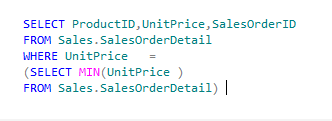 SELECT ProductID,UnitPrice,SalesOrderID
FROM Sales.SalesOrderDetail
WHERE UnitPrice   =
(SELECT MIN(UnitPrice )
FROM Sales.SalesOrderDetail)